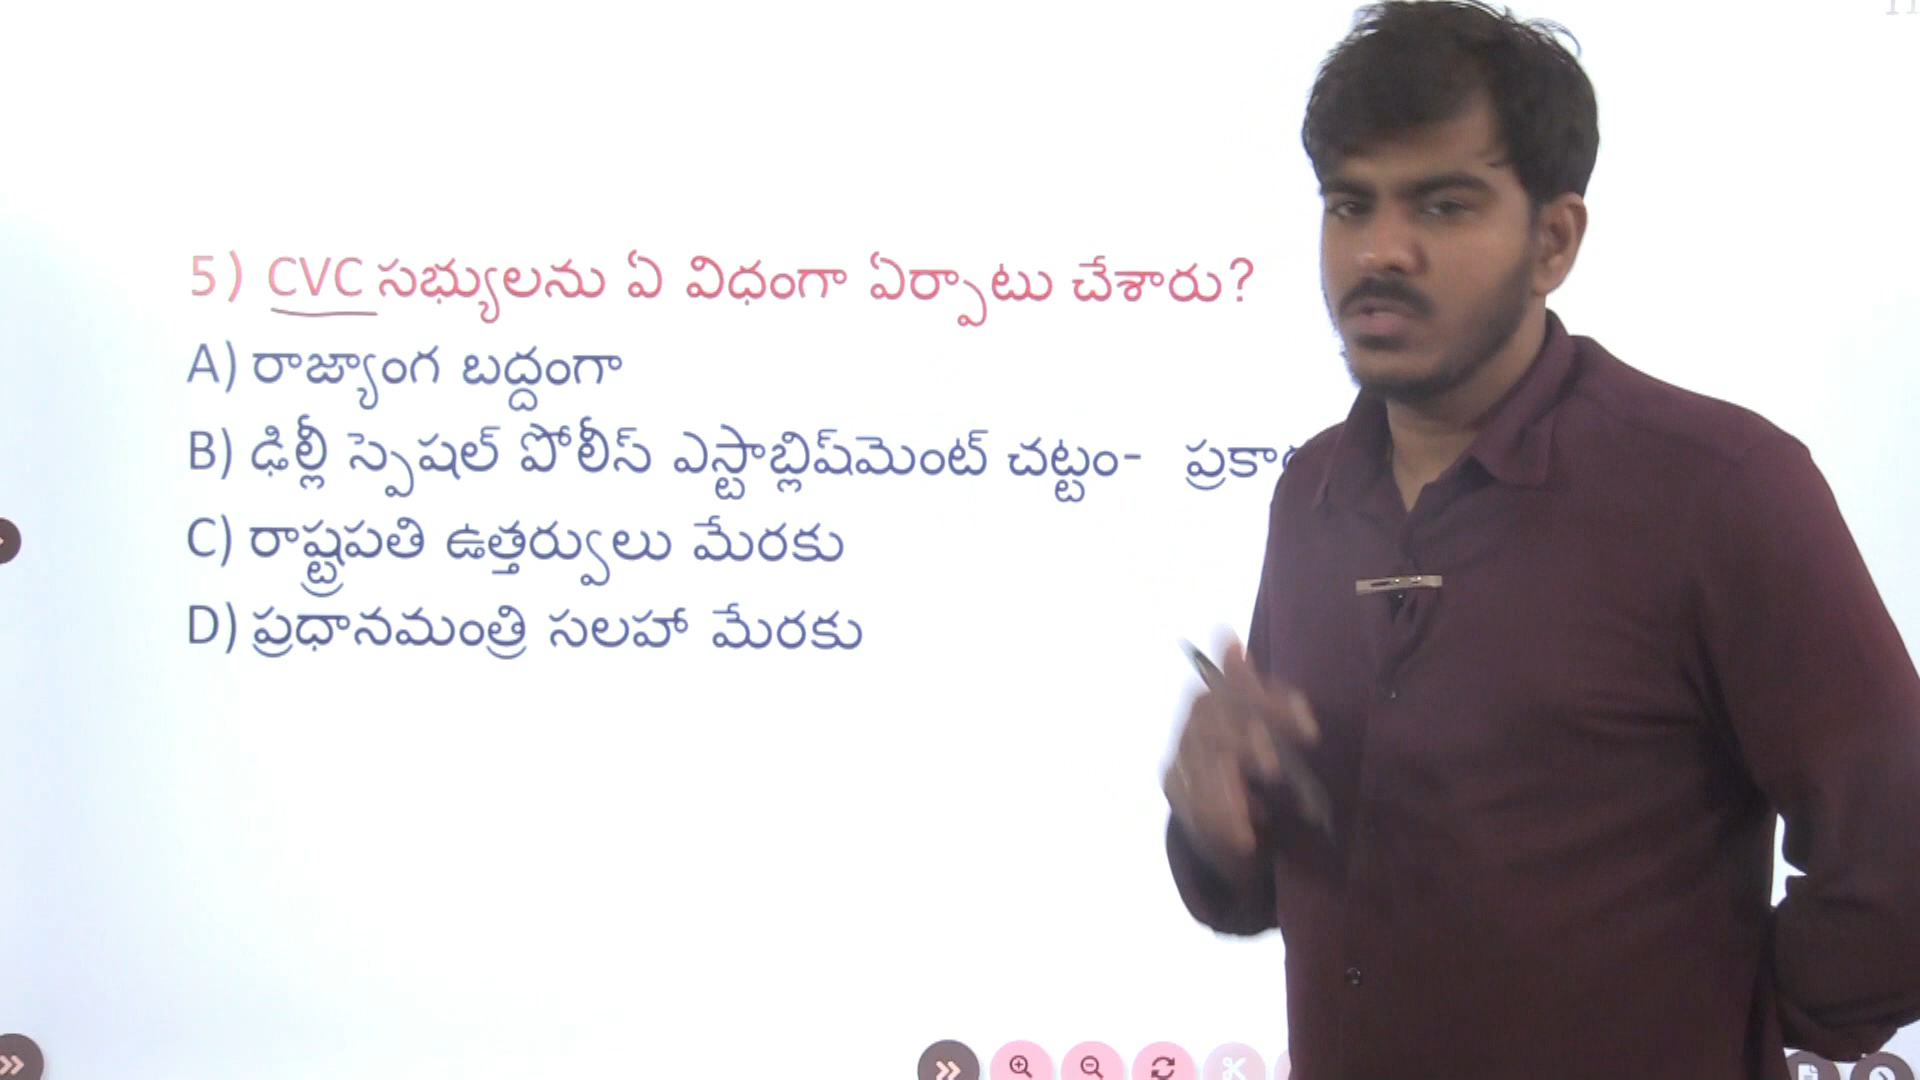 5) CVC సభ్యులను ఏ విధంగా ఏర్పాటు చేశారు?
A) రాజ్యాంగ బద్దంగా
B) ఢిల్లీ స్పెషల్ పోలీస్ ఎస్టాబ్లిష్‌మెంట్ చట్టం-
C) రాష్ట్రపతి ఉత్తర్వులు మేరకు
D) ప్రధానమంత్రి సలహా మేరకు